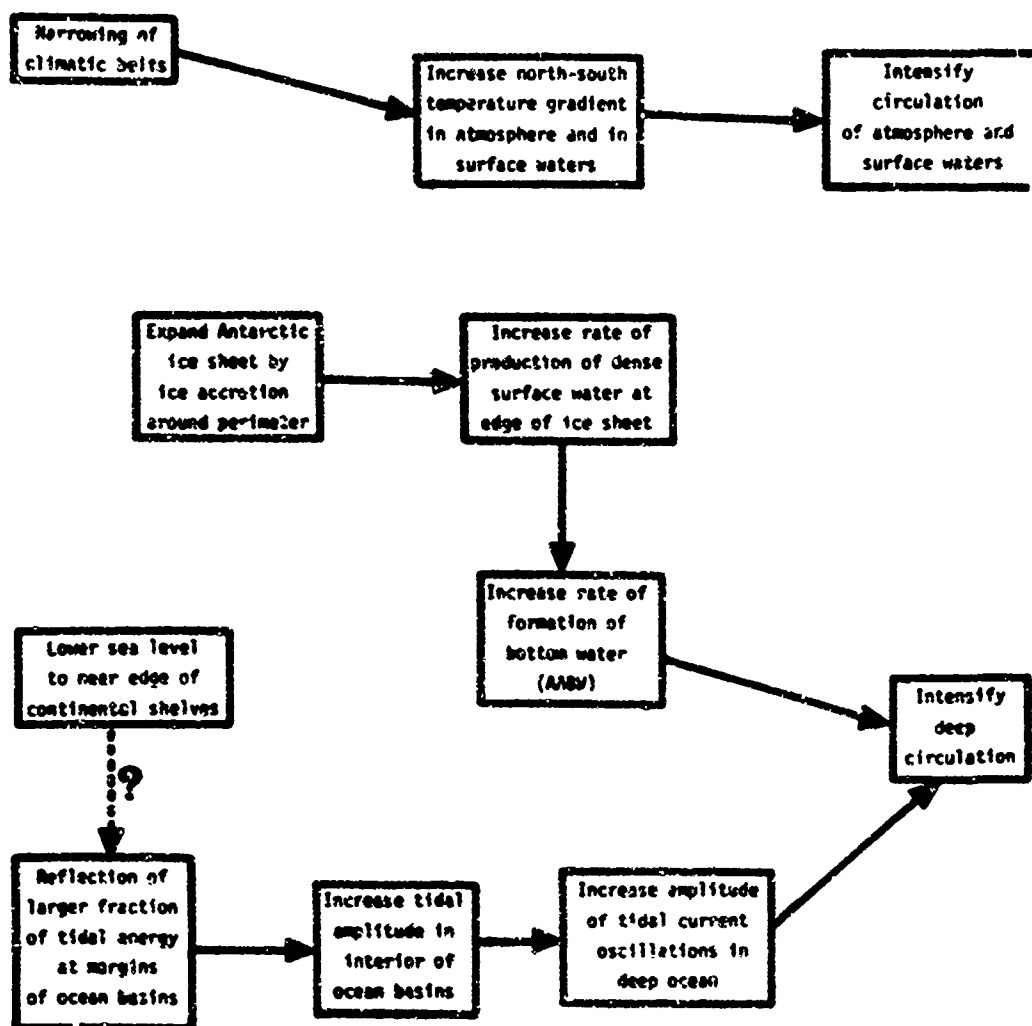 Narrowing of
climatic belts
Increase north-south
temperature gradient
in atmosphere and in
surface waters
Intensify
circulation
of atmosphere and
surface waters
Expand Antarctic
ice sheet by
ice accretion
around perimeter
Increase rate of
production of dense
surface water at
edge of ice sheet
Increase rate of
formation of
bottom water
(AABW)
Lower sea level
to near edge of
continental shelves
?
Intensify
deep
circulation
Reflection of
larger fraction
of tidal energy
at margins
of ocean basins
Increase tidal
amplitude in
interior of
ocean basins
Increase amplitude
of tidal current
oscillations in
deep ocean